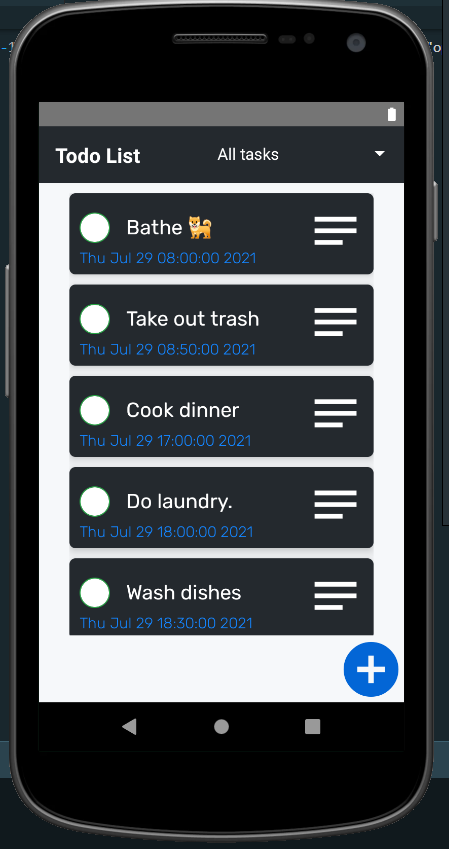 Todo List All tasks
Bathe 🐕
Thu Jul 29 08:00:00 2021
Take out trash
Thu Jul 29 08:50:00 2021
Cook dinner
Thu Jul 29 17:00:00 2021
Do laundry.
Thu Jul 29 18:00:00 2021
Wash dishes
Thu Jul 29 18:30:00 2021